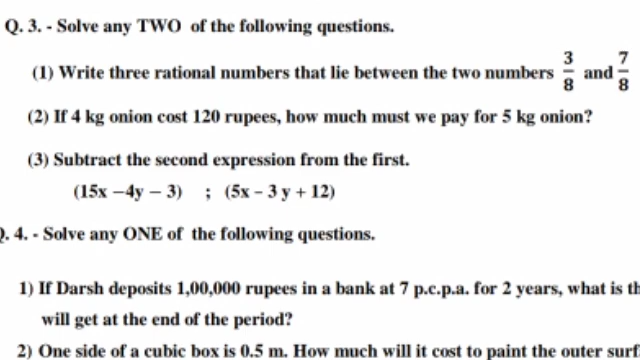 Q. 3. - Solve any TWO of the following questions.
(1) Write three rational numbers that lie between the two numbers 3/8 and 7/8
(2) If 4 kg onion cost 120 rupees, how much must we pay for 5 kg onion?
(3) Subtract the second expression from the first.
(15x –4y – 3) ; (5x – 3 y + 12)
. 4. - Solve any ONE of the following questions.
1) If Darsh deposits 1,00,000 rupees in a bank at 7 p.c.p.a. for 2 years, what is th
will get at the end of the period?
2) One side of a cubic box is 0.5 m. How much will it cost to paint the outer surf